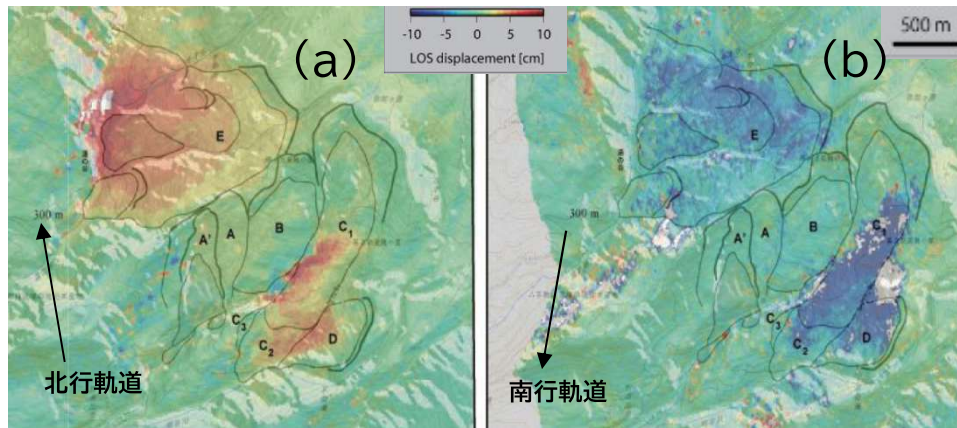 (a)
-10 -5 0 5 10
LOS displacement [cm]
(b)
500 m
E
300 m
A' A B C1
C3
C2 D
北行軌道
E
300 m
A' A B C1
C3
C2 D
南行軌道